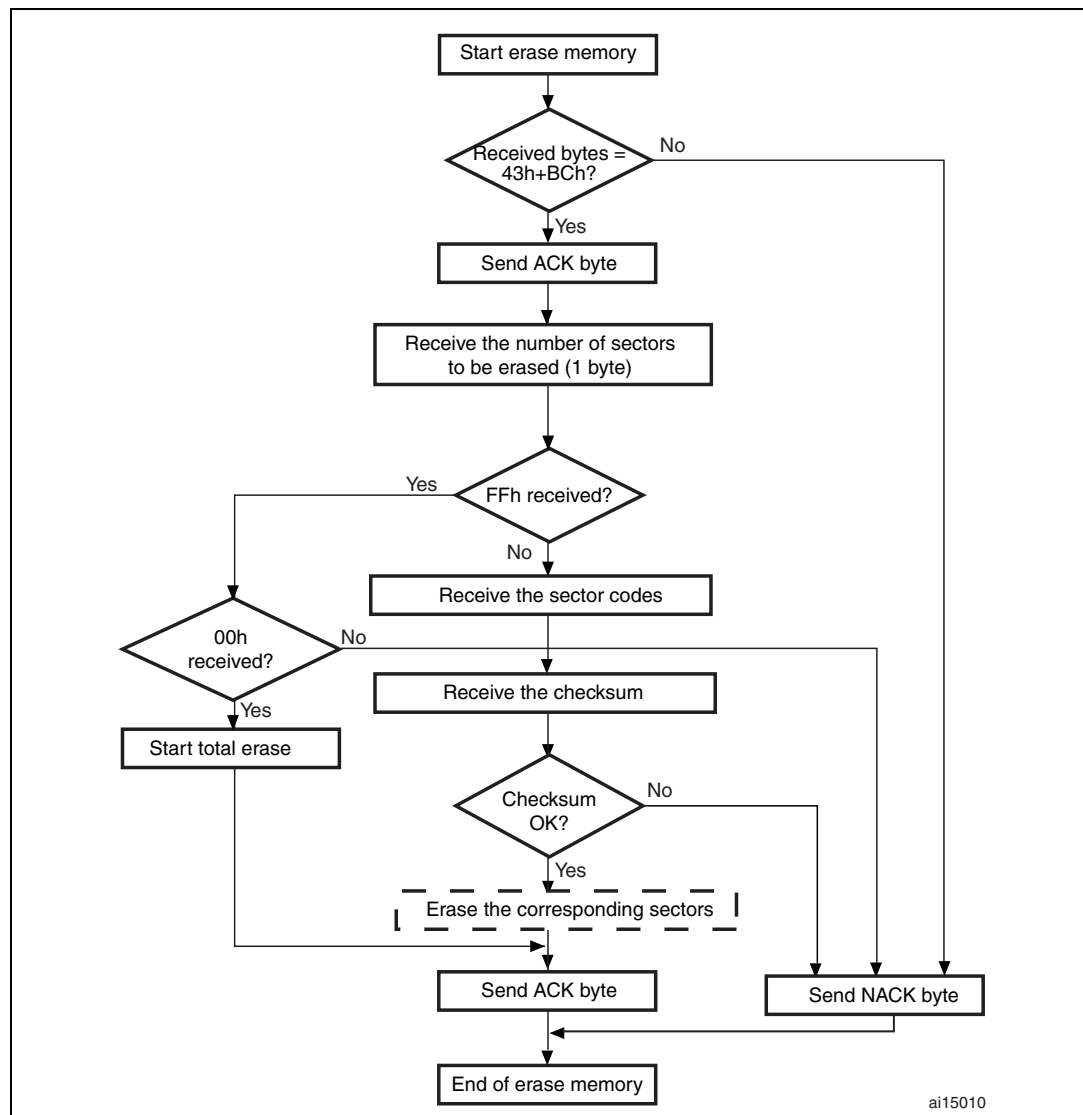 Start erase memory
Received bytes =
43h+BCh?
No
Yes
Send ACK byte
Receive the number of sectors
to be erased (1 byte)
FFh received?
Yes
No
Receive the sector codes
00h
received?
No
Yes
Receive the checksum
Start total erase
Checksum
OK?
No
Yes
Erase the corresponding sectors
Send ACK byte
Send NACK byte
End of erase memory
ai15010